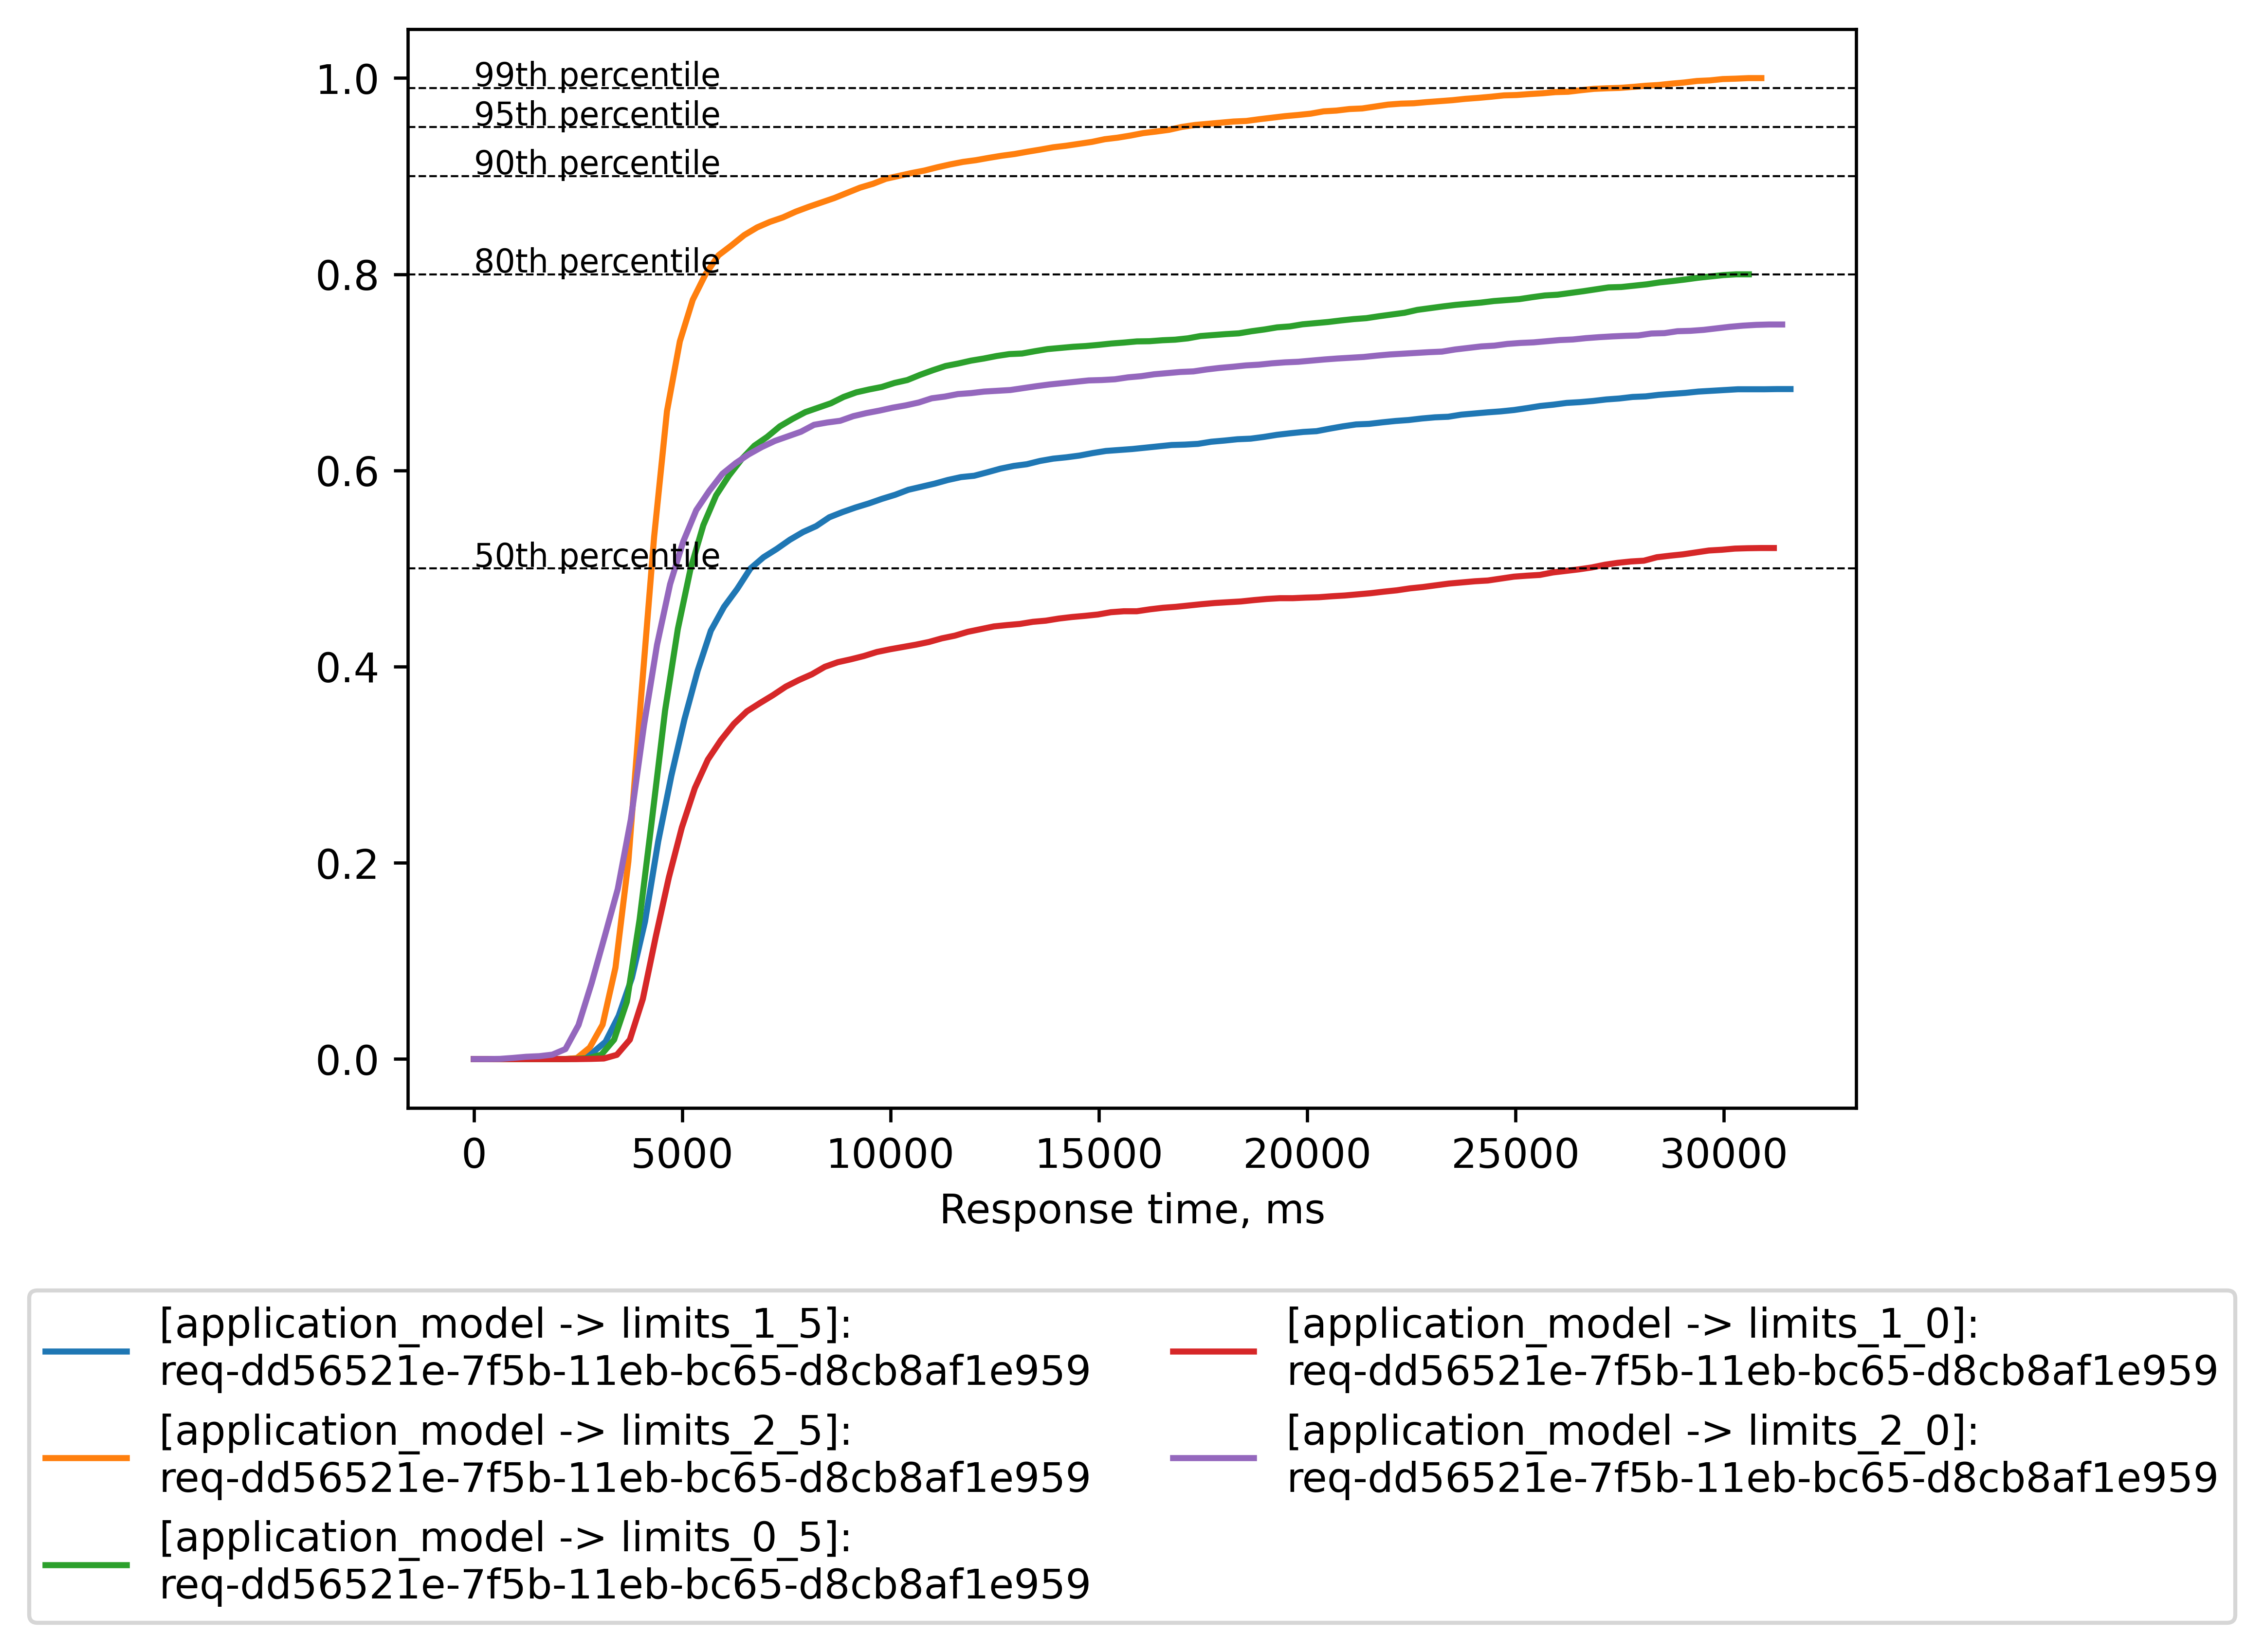 99th percentile
95th percentile
90th percentile
80th percentile
50th percentile
1.0
0.8
0.6
0.4
0.2
0.0
0 5000 10000 15000 20000 25000 30000
Response time, ms
[application_model -> limits_1_5]:
req-dd56521e-7f5b-11eb-bc65-d8cb8af1e959
[application_model -> limits_2_5]:
req-dd56521e-7f5b-11eb-bc65-d8cb8af1e959
[application_model -> limits_0_5]:
req-dd56521e-7f5b-11eb-bc65-d8cb8af1e959
[application_model -> limits_1_0]:
req-dd56521e-7f5b-11eb-bc65-d8cb8af1e959
[application_model -> limits_2_0]:
req-dd56521e-7f5b-11eb-bc65-d8cb8af1e959